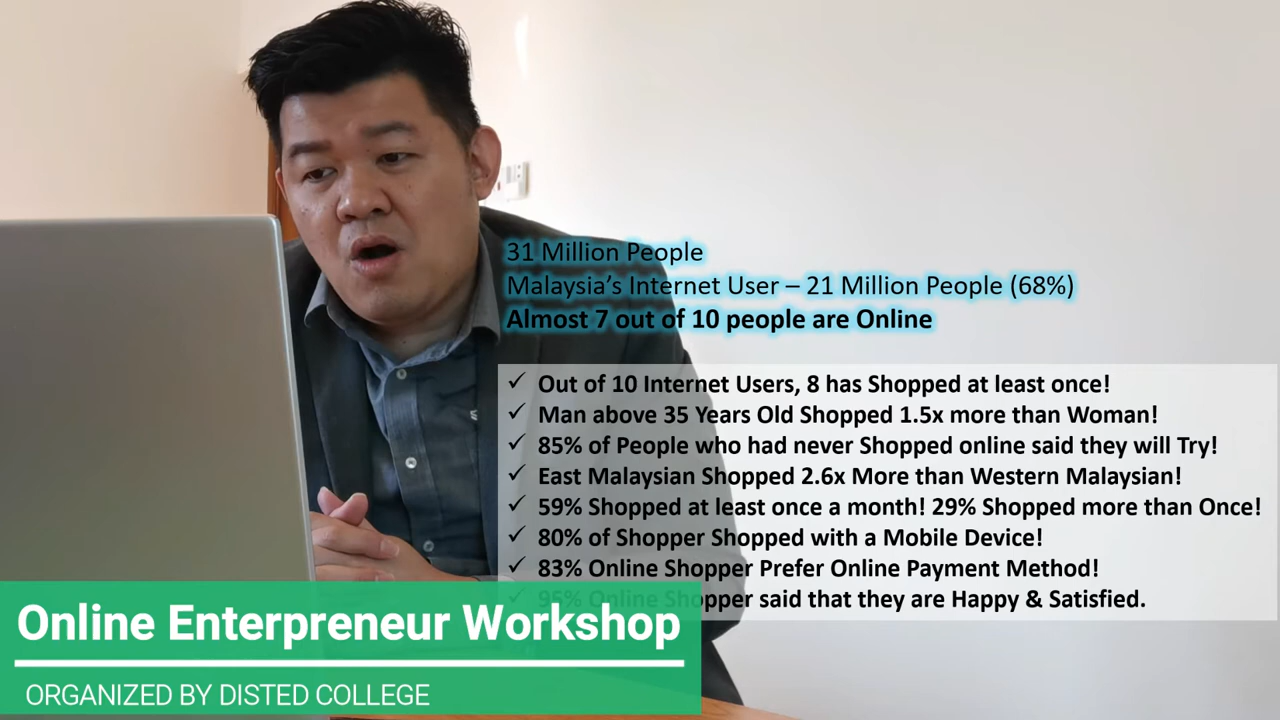 31 Million People
Malaysia's Internet User – 21 Million People (68%)
Almost 7 out of 10 people are Online
✓ Out of 10 Internet Users, 8 has Shopped at least once!
✓ Man above 35 Years Old Shopped 1.5x more than Woman!
✓ 85% of People who had never Shopped online said they will Try!
✓ East Malaysian Shopped 2.6x More than Western Malaysian!
✓ 59% Shopped at least once a month! 29% Shopped more than Once!
✓ 80% of Shopper Shopped with a Mobile Device!
✓ 83% Online Shopper Prefer Online Payment Method!
✓ 95% Online Shopper said that they are Happy & Satisfied.
Online Enterpreneur Workshop
ORGANIZED BY DISTED COLLEGE